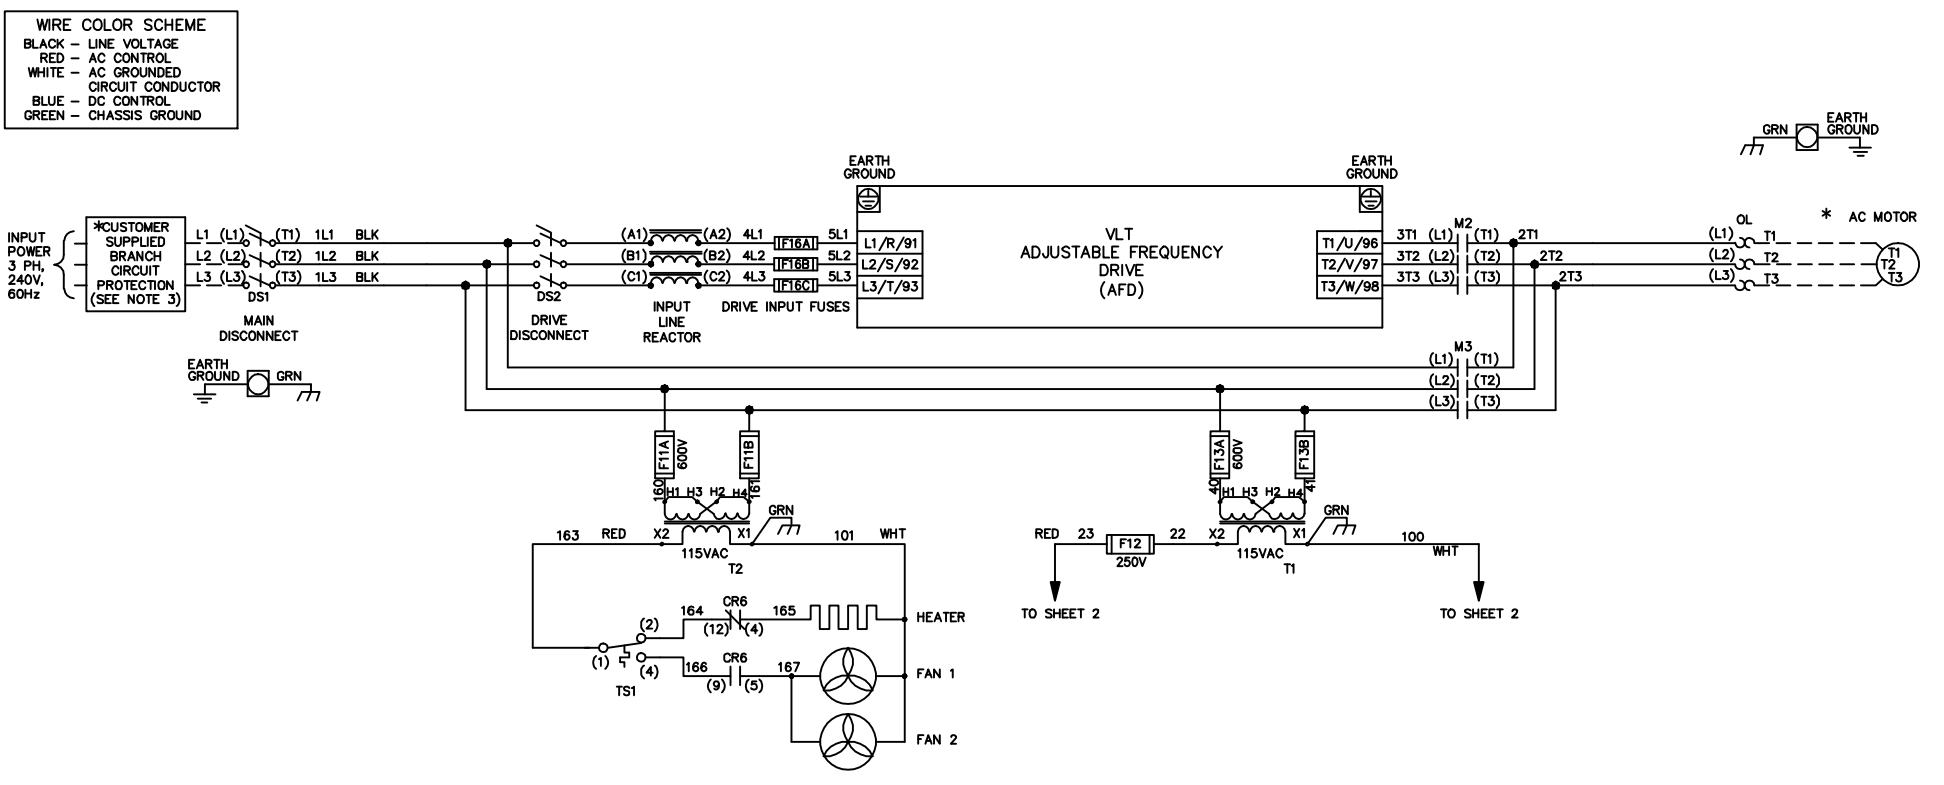 WIRE COLOR SCHEME
BLACK – LINE VOLTAGE
RED – AC CONTROL
WHITE – AC GROUNDED
CIRCUIT CONDUCTOR
BLUE – DC CONTROL
GREEN – CHASSIS GROUND
GRN
EARTH
GROUND
INPUT
POWER
3 PH,
240V,
60Hz
*CUSTOMER
SUPPLIED
BRANCH
CIRCUIT
PROTECTION
(SEE NOTE 3)
L1 (L1) (T1) 1L1 BLK
L2 (L2) (T2) 1L2 BLK
L3 (L3) (T3) 1L3 BLK
DS1
MAIN
DISCONNECT
EARTH
GROUND
GRN
DS2
DRIVE
DISCONNECT
(A1) (A2) 4L1 F16A 5L1
(B1) (B2) 4L2 F16B 5L2
(C1) (C2) 4L3 F16C 5L3
INPUT
LINE
REACTOR
DRIVE INPUT FUSES
EARTH
GROUND
L1/R/91
L2/S/92
L3/T/93
VLT
ADJUSTABLE FREQUENCY
DRIVE
(AFD)
EARTH
GROUND
T1/U/96
T2/V/97
T3/W/98
M2
3T1 (L1) (T1) 2T1
3T2 (L2) (T2) 2T2
3T3 (L3) (T3) 2T3
OL
(L1) T1
(L2) T2
(L3) T3
* AC MOTOR
T1
T2
T3
M3
(L1) (T1)
(L2) (T2)
(L3) (T3)
F11A
600V
F11B
160
161
H1 H3 H2 H4
GRN
163 RED X2 X1 101 WHT
115VAC
T2
F13A
600V
F13B
40
41
H1 H3 H2 H4
GRN
RED 23 F12 22 X2 X1 100
WHT
250V
115VAC
T1
TO SHEET 2
TO SHEET 2
CR6
164 165
(12) (4)
HEATER
(2)
(1)
(4)
TS1
CR6
166 167
(9) (5)
FAN 1
FAN 2